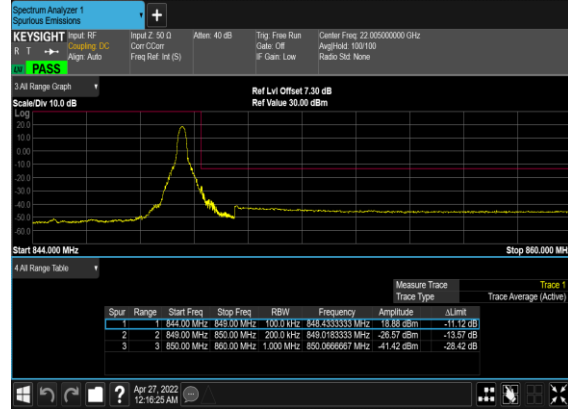 Spectrum Analyzer 1
Spurious Emissions
KEYSIGHT Input: RF Input Z: 50 Ω Atten: 40 dB Trig: Free Run Center Freq: 22.005000000 GHz
R T Coupling: DC Corr CCorr Gate: Off Avg|Hold: 100/100
Align: Auto Freq Ref: Int (S) IF Gain: Low Radio Std: None
PASS
3 All Range Graph
Ref Lvl Offset 7.30 dB
Scale/Div 10.0 dB Ref Value 30.00 dBm
Log
20.0
10.0
0.00
-10.0
-20.0
-30.0
-40.0
-50.0
-60.0
Start 844.000 MHz Stop 860.000 MH
4 All Range Table
Measure Trace Trace 1
Trace Type Trace Average (Active)
Spur Range Start Freq Stop Freq RBW Frequency Amplitude ΔLimit
1 1 844.00 MHz 849.00 MHz 100.0 kHz 848.4333333 MHz 18.88 dBm -11.12 dB
2 2 849.00 MHz 850.00 MHz 200.0 kHz 849.0183333 MHz -26.57 dBm -13.57 dB
3 3 850.00 MHz 860.00 MHz 1.000 MHz 850.0666667 MHz -41.42 dBm -28.42 dB
Apr 27, 2022
12:16:25 AM